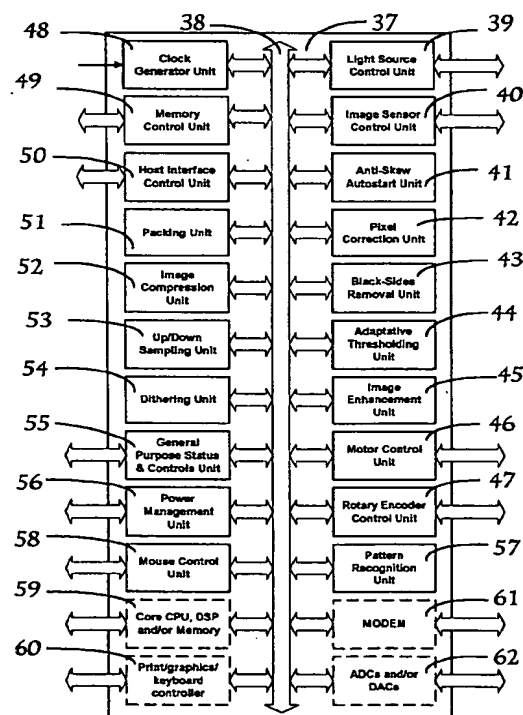 48 38 37 39
Clock
Generator Unit
Light Source
Control Unit
49
40
Memory
Control Unit
Image Sensor
Control Unit
50
41
Host Interface
Control Unit
Anti-Skew
Autostart Unit
51
42
Packing Unit
Pixel
Correction Unit
52
43
Image
Compression
Unit
Black-Sides
Removal Unit
53
44
Up/Down
Sampling Unit
Adaptative
Thresholding
Unit
54
45
Dithering Unit
Image
Enhancement
Unit
55
46
General
Purpose Status
& Controls Unit
Motor Control
Unit
56
47
Power
Management
Unit
Rotary Encoder
Control Unit
58
57
Mouse Control
Unit
Pattern
Recognition
Unit
59
61
Core CPU, DSP
and/or Memory
MODEM
60
62
Print/graphics/
keyboard
controller
ADCs and/or
DACs